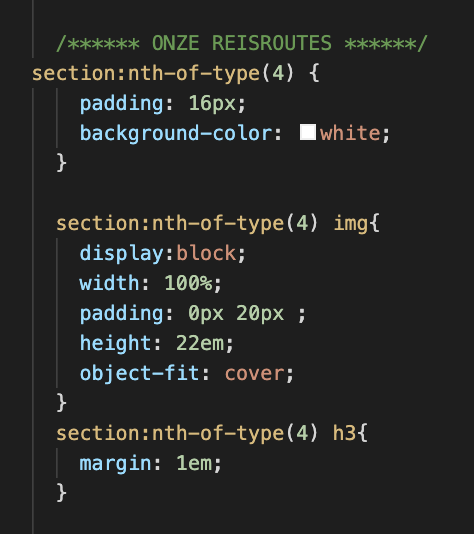 /****** ONZE REISROUTES ******/
section:nth-of-type(4) {
padding: 16px;
background-color: white;
}
section:nth-of-type(4) img{
display:block;
width: 100%;
padding: 0px 20px ;
height: 22em;
object-fit: cover;
}
section:nth-of-type(4) h3{
margin: 1em;
}